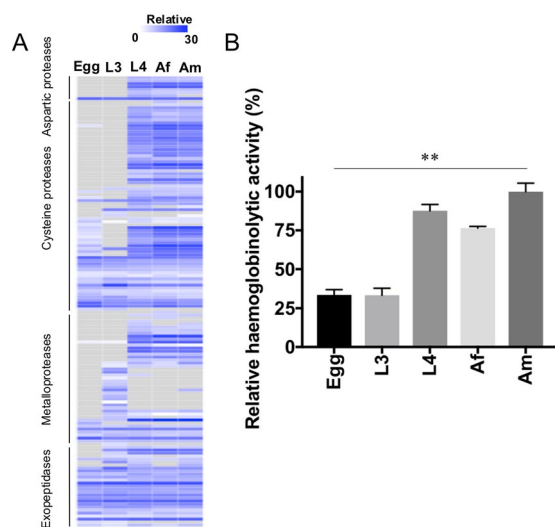 A
Relative
0 30
Egg L3 L4 Af Am
Aspartic proteases
Cysteine proteases
Metalloproteases
Exopeptidases
B
Relative haemoglobinolytic activity (%)
**
100
75
50
25
0
Egg
L3
L4
Af
Am